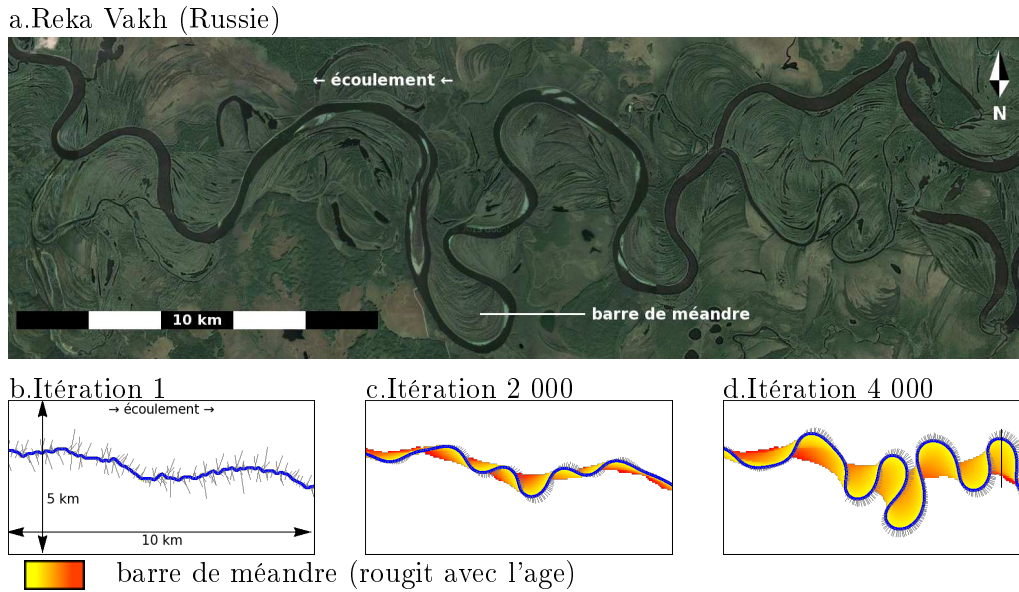 a.Reka Vakh (Russie)
← écoulement ←
N
10 km
barre de méandre
b.Itération 1
c.Itération 2 000
d.Itération 4 000
→ écoulement →
5 km
10 km
barre de méandre (rougit avec l'age)